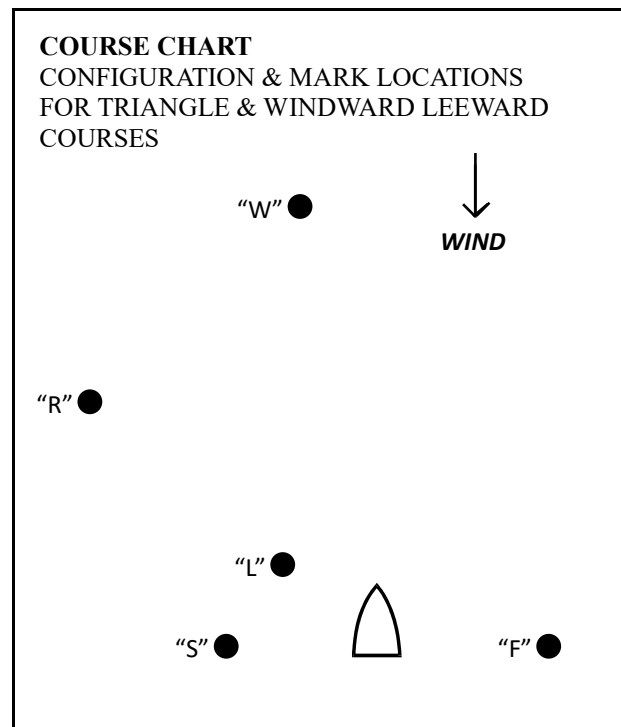 COURSE CHART
CONFIGURATION & MARK LOCATIONS
FOR TRIANGLE & WINDWARD LEEWARD
COURSES
“W”
WIND
“R”
“L”
“S”
“F”